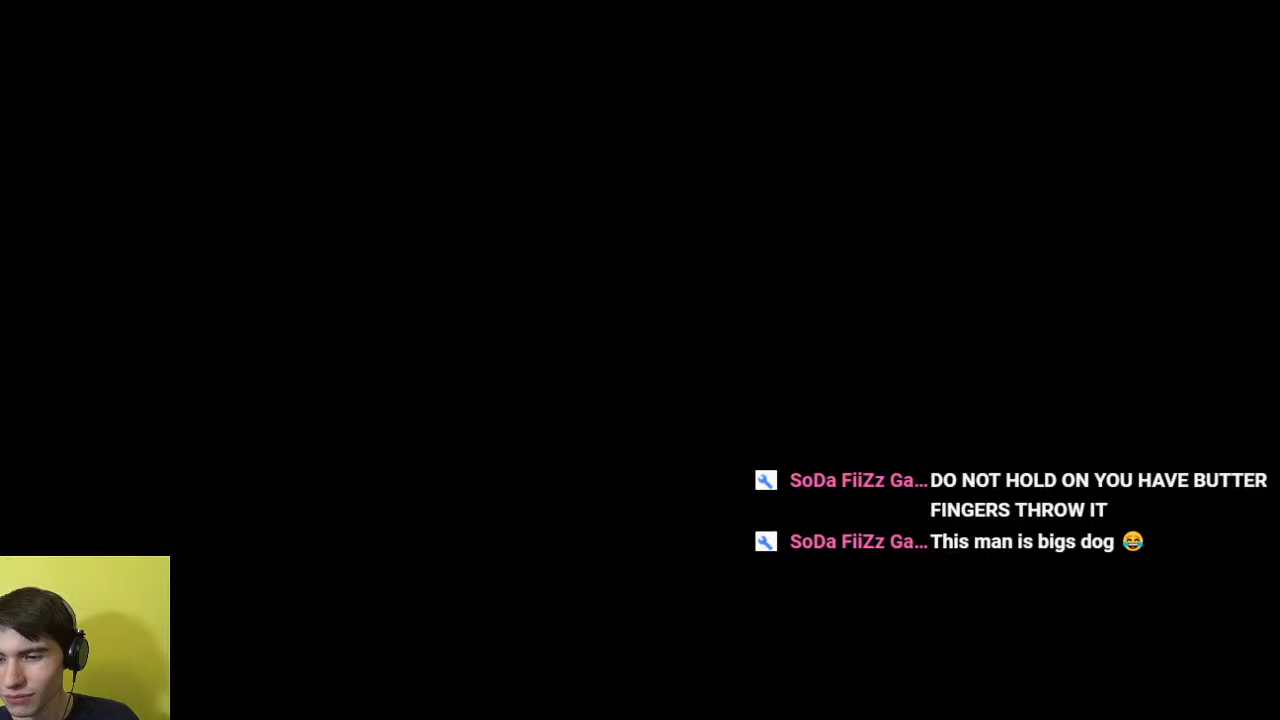 SoDa FiiZz Ga… DO NOT HOLD ON YOU HAVE BUTTER
FINGERS THROW IT
SoDa FiiZz Ga… This man is bigs dog 😂